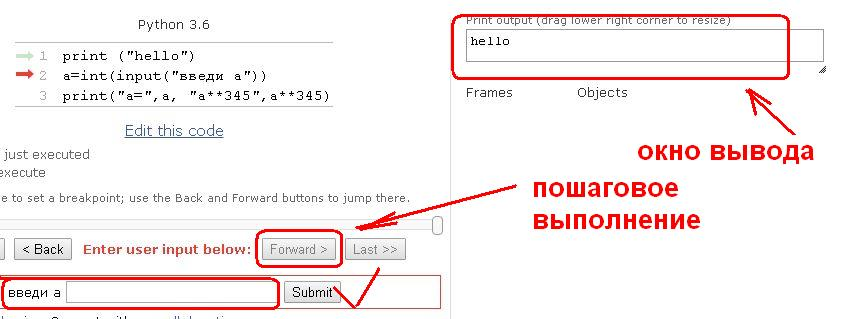 Python 3.6
1 print ("hello")
2 a=int(input("введи а"))
3 print("a=",a, "a**345",a**345)
Edit this code
just executed
execute
e to set a breakpoint; use the Back and Forward buttons to jump there.
< Back Enter user input below: Forward > Last >>
введи а Submit
Print output (drag lower right corner to resize)
hello
Frames Objects
окно вывода
пошаговое
выполнение